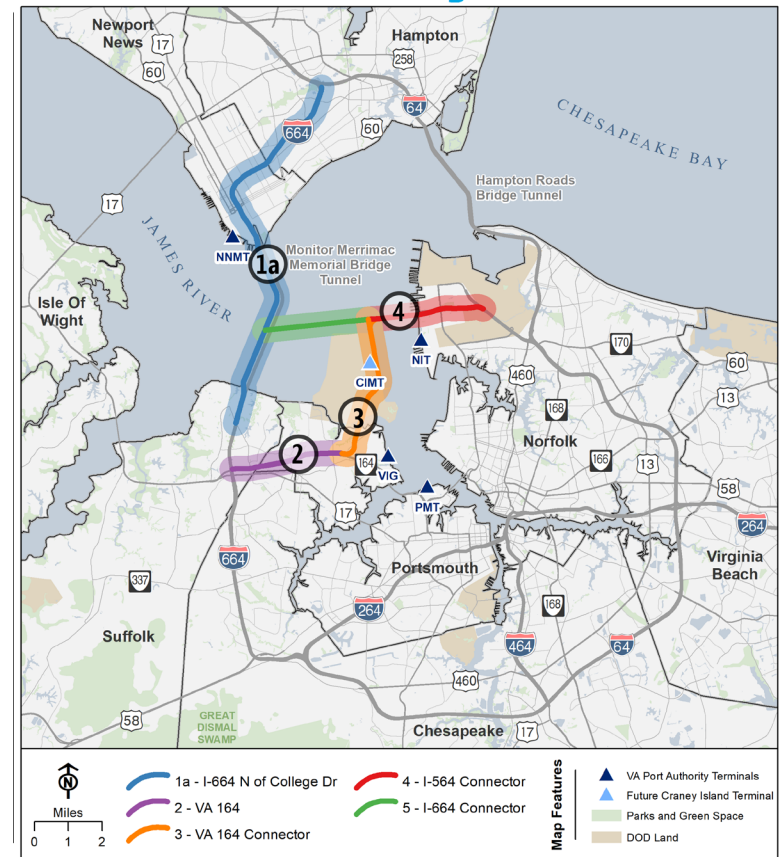 Newport
News
17
60
Hampton
258
64
664
60
CHESAPEAKE BAY
17
Hampton Roads
Bridge Tunnel
JAMES RIVER
NNMT
1a
Monitor Merrimac
Memorial Bridge
Tunnel
Isle Of
Wight
4
NIT
170
CIMT
460
60
13
168
3
Norfolk
2
164
VIG
166
13
17
PMT
58
264
664
Virginia
Beach
Portsmouth
337
264
168
Suffolk
464
64
460
58
GREAT
DISMAL
SWAMP
Chesapeake
17
N
Miles
0 1 2
1a - I-664 N of College Dr
2 - VA 164
3 - VA 164 Connector
4 - I-564 Connector
5 - I-664 Connector
Map Features
VA Port Authority Terminals
Future Craney Island Terminal
Parks and Green Space
DOD Land